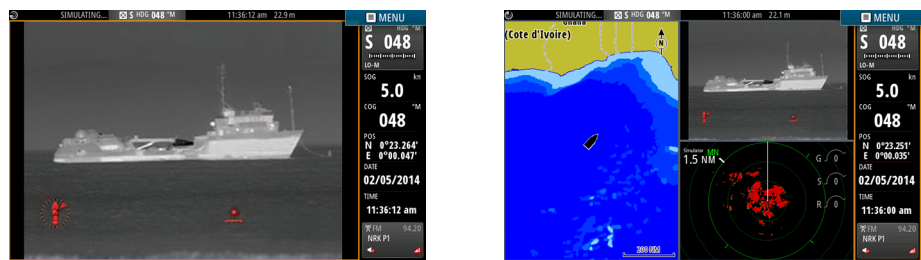 SIMULATING... S HDG 048 °M 11:36:12 am 22.9 m MENU
HDG °M
S 048
LO-M
SOG kn
5.0
COG °M
048
POS
N 0°23.264'
E 0°00.047'
DATE
02/05/2014
TIME
11:36:12 am
FM 94.20
NRK P1
SIMULATING... S HDG 048 °M 11:36:00 am 22.1 m MENU
Ghana
(Cote d'Ivoire)
N
200 NM
Simulator
1.5 NM
MN
G 0
S 0
R 0
HDG °M
S 048
LO-M
SOG kn
5.0
COG °M
048
POS
N 0°23.251'
E 0°00.035'
DATE
02/05/2014
TIME
11:36:00 am
FM 94.20
NRK P1